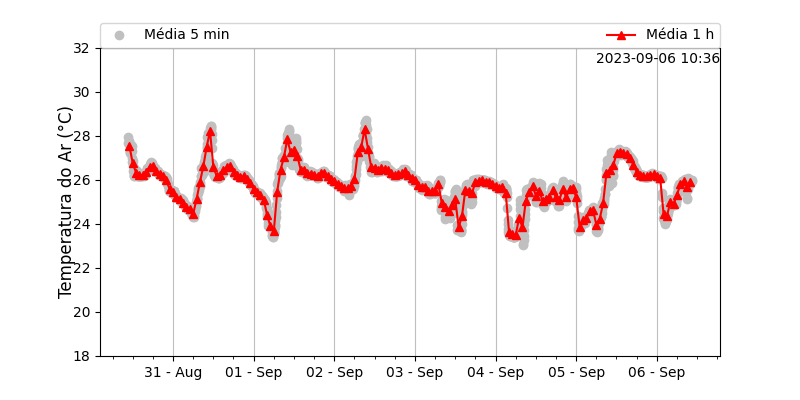 Média 5 min
Média 1 h
2023-09-06 10:36
Temperatura do Ar (°C)
32
30
28
26
24
22
20
18
31 - Aug
01 - Sep
02 - Sep
03 - Sep
04 - Sep
05 - Sep
06 - Sep